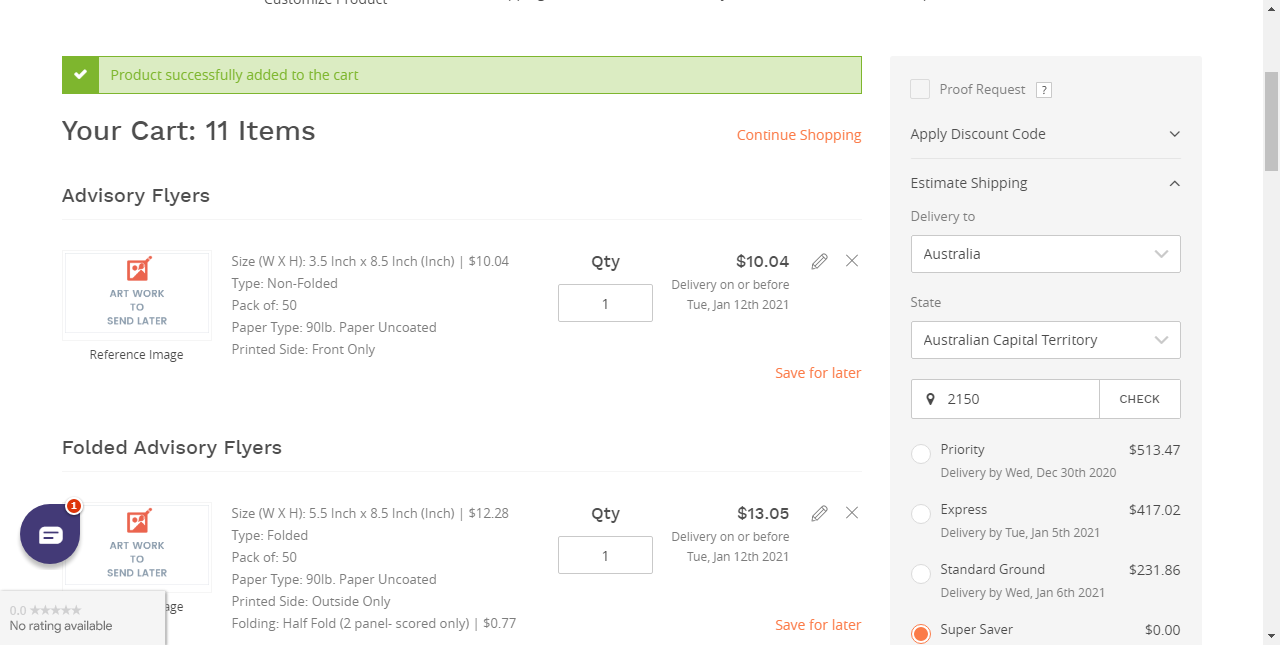 Customize Product
Product successfully added to the cart
Your Cart: 11 Items
Continue Shopping
Advisory Flyers
ART WORK
TO
SEND LATER
Reference Image
Size (W X H): 3.5 Inch x 8.5 Inch (Inch) | $10.04
Type: Non-Folded
Pack of: 50
Paper Type: 90lb. Paper Uncoated
Printed Side: Front Only
Qty
1
$10.04
Delivery on or before
Tue, Jan 12th 2021
Save for later
Folded Advisory Flyers
ART WORK
TO
SEND LATER
age
Size (W X H): 5.5 Inch x 8.5 Inch (Inch) | $12.28
Type: Folded
Pack of: 50
Paper Type: 90lb. Paper Uncoated
Printed Side: Outside Only
Folding: Half Fold (2 panel- scored only) | $0.77
Qty
1
$13.05
Delivery on or before
Tue, Jan 12th 2021
Save for later
1
0.0 ★★★★★
No rating available
Proof Request ?
Apply Discount Code
Estimate Shipping
Delivery to
Australia
State
Australian Capital Territory
2150 CHECK
Priority $513.47
Delivery by Wed, Dec 30th 2020
Express $417.02
Delivery by Tue, Jan 5th 2021
Standard Ground $231.86
Delivery by Wed, Jan 6th 2021
Super Saver $0.00